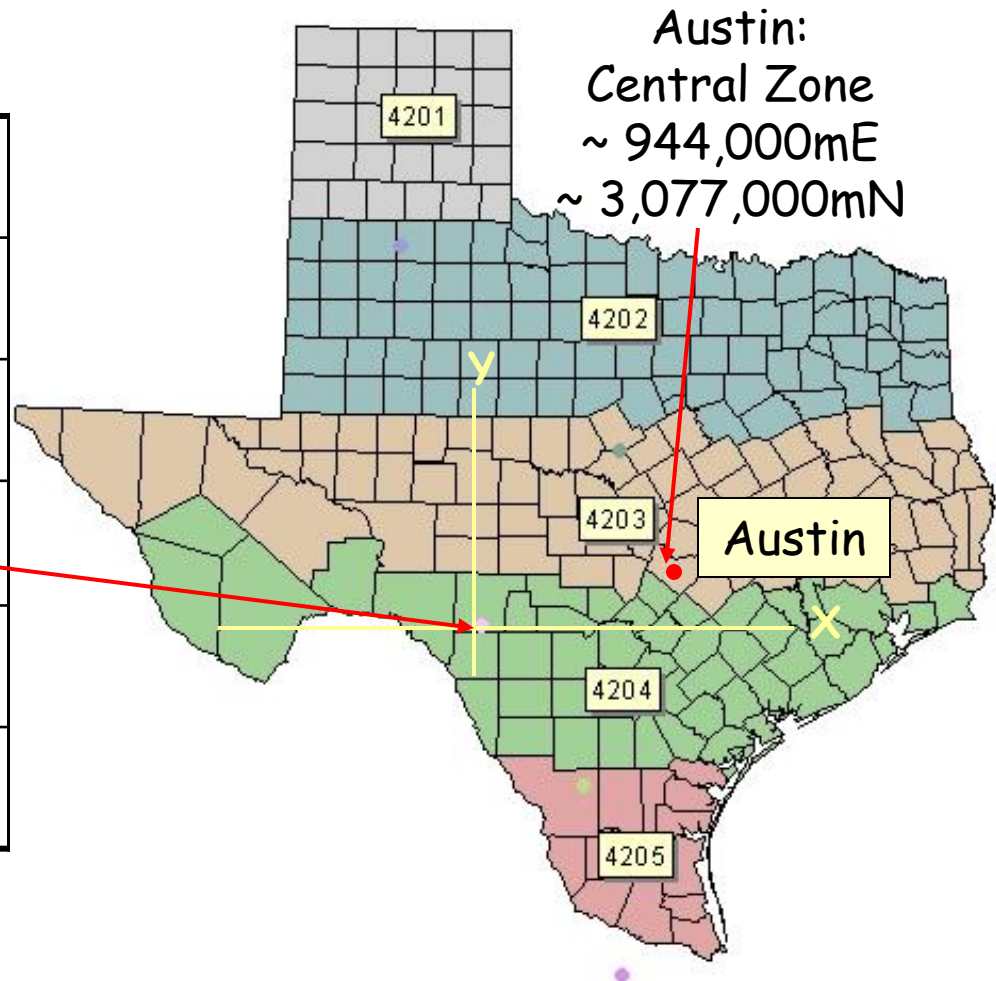 Austin:
Central Zone
~ 944,000mE
~ 3,077,000mN
4201
4202
y
4203
Austin
x
4204
4205